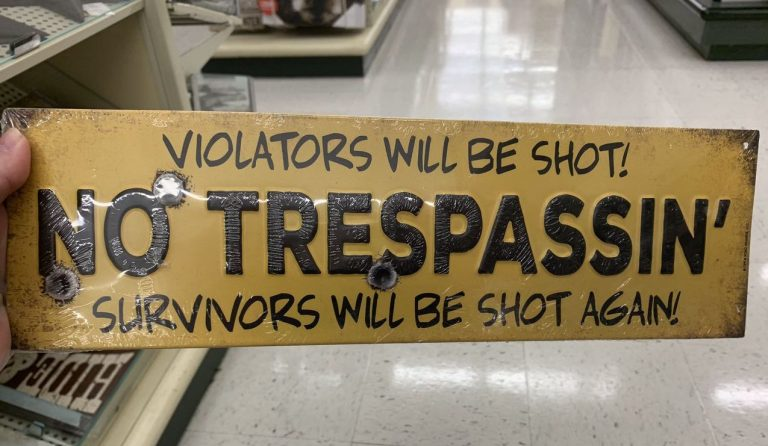 VIOLATORS WILL BE SHOT!
NO TRESPASSIN'
SURVIVORS WILL BE SHOT AGAIN!